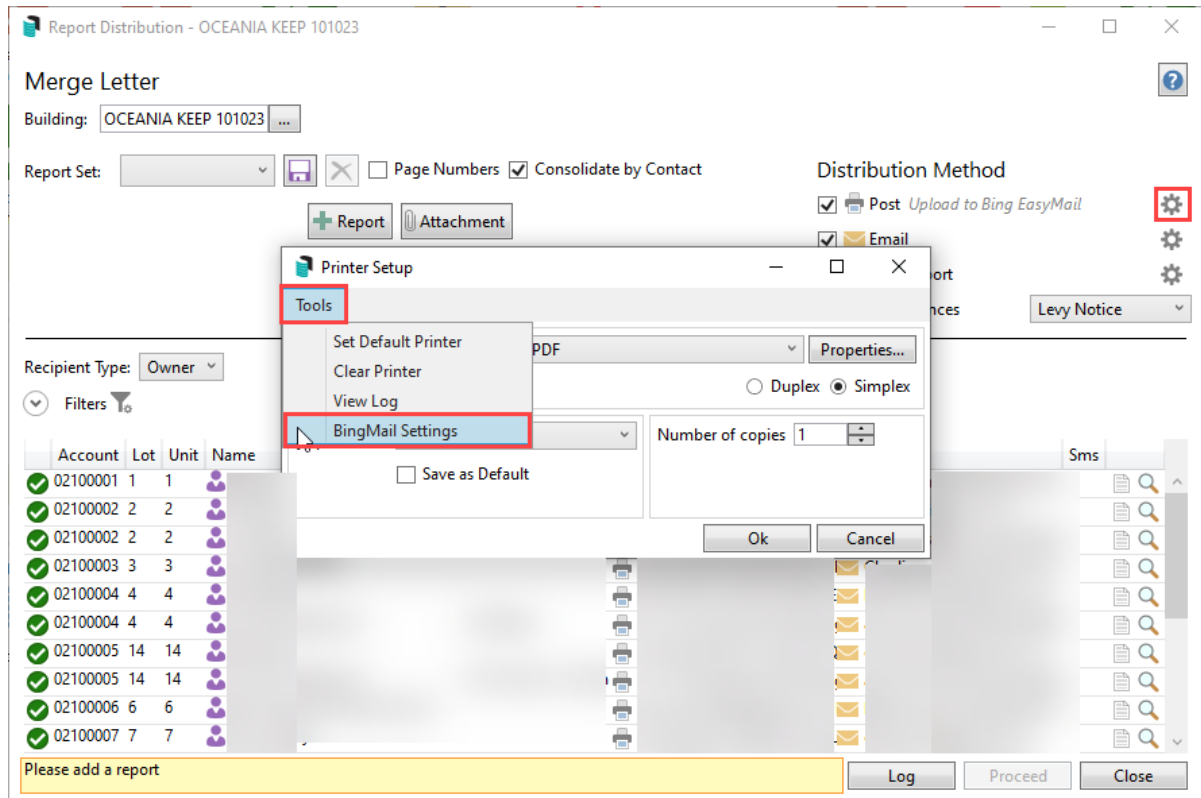 Report Distribution - OCEANIA KEEP 101023
Merge Letter
Building: OCEANIA KEEP 101023 ...
Report Set: Page Numbers Consolidate by Contact
Distribution Method
Post Upload to Bing EasyMail
Report Attachment
Email
Printer Setup
ort
Tools
nces Levy Notice
Set Default Printer
PDF Properties...
Clear Printer
Duplex Simplex
View Log
BingMail Settings
Number of copies 1
Save as Default
Ok Cancel
Recipient Type: Owner
Filters
Account Lot Unit Name Sms
02100001 1 1
02100002 2 2
02100002 2 2
02100003 3 3
02100004 4 4
02100004 4 4
02100005 14 14
02100005 14 14
02100006 6 6
02100007 7 7
Please add a report
Log Proceed Close